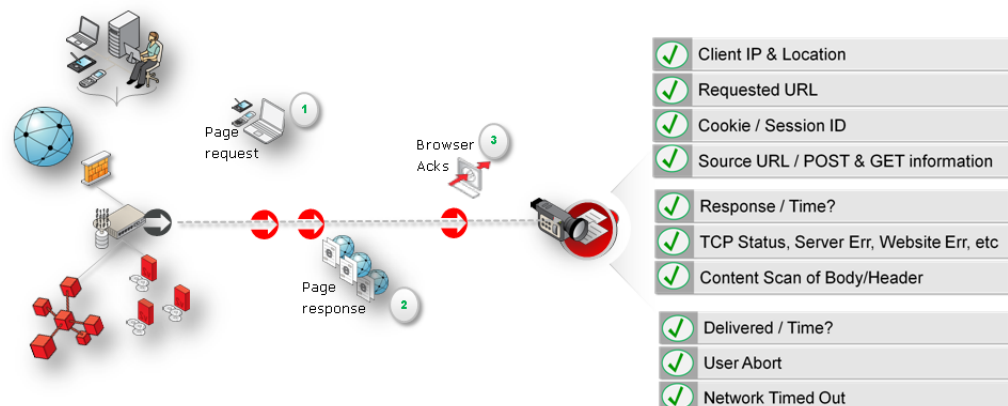 1
Page
request
Browser
Acks
3
Page
response
2
Client IP & Location
Requested URL
Cookie / Session ID
Source URL / POST & GET information
Response / Time?
TCP Status, Server Err, Website Err, etc
Content Scan of Body/Header
Delivered / Time?
User Abort
Network Timed Out